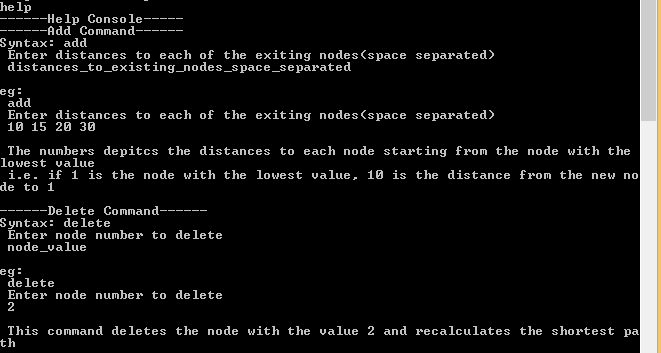 help
------Help Console-----
------Add Command------
Syntax: add
 Enter distances to each of the exiting nodes(space separated)
 distances_to_existing_nodes_space_separated

eg:
 add
 Enter distances to each of the exiting nodes(space separated)
 10 15 20 30

 The numbers depitcs the distances to each node starting from the node with the
lowest value
 i.e. if 1 is the node with the lowest value, 10 is the distance from the new no
de to 1

------Delete Command------
Syntax: delete
 Enter node number to delete
 node_value

eg:
 delete
 Enter node number to delete
 2

 This command deletes the node with the value 2 and recalculates the shortest pa
th